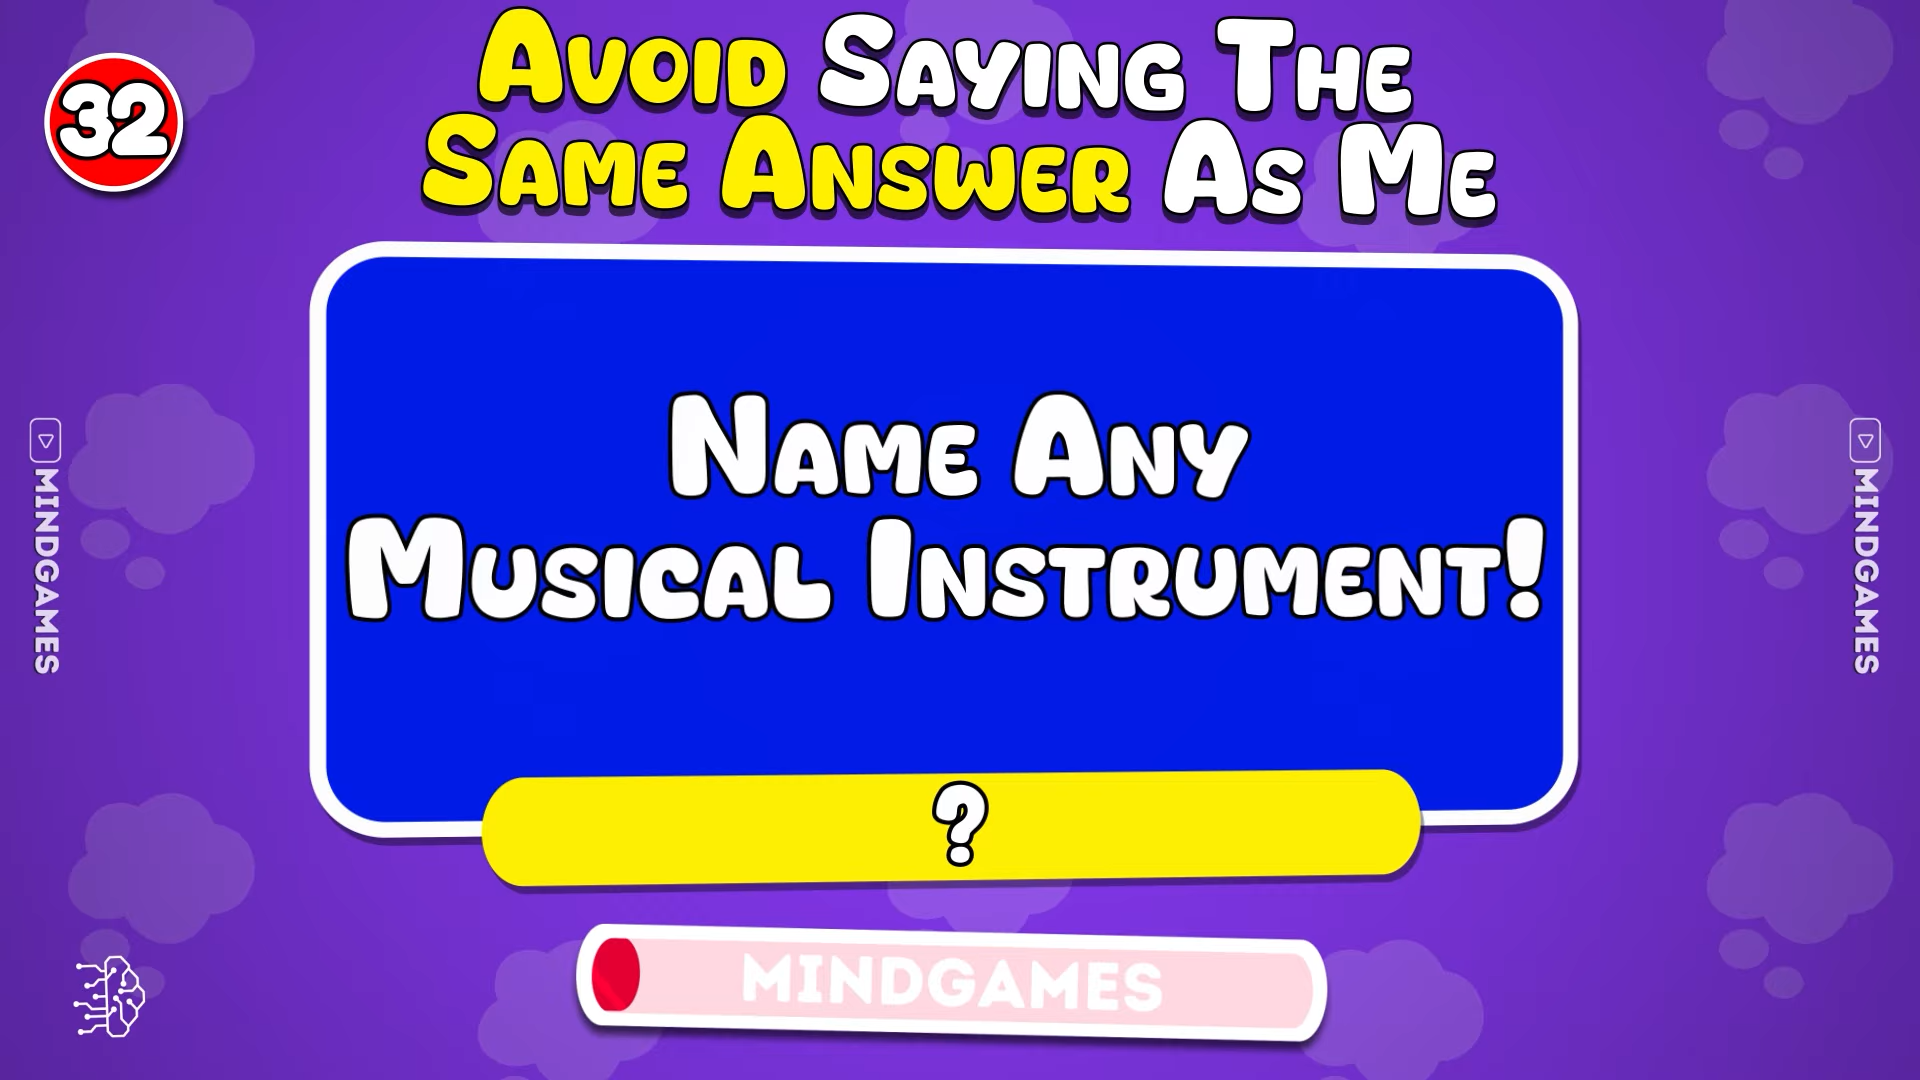 32
Avoid Saying The
Same Answer As Me
Name Any
Musical Instrument!
?
MINDGAMES
MINDGAMES
MINDGAMES